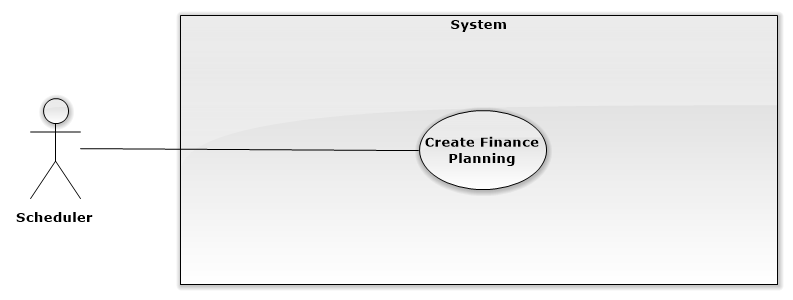 System
Create Finance
Planning
Scheduler